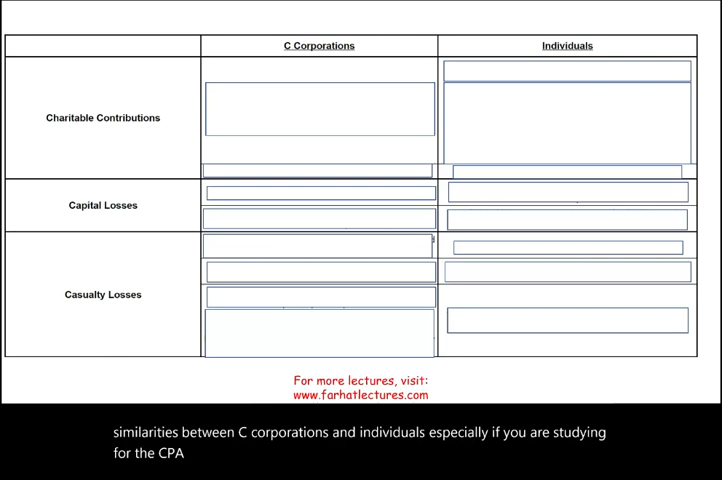 C Corporations
Individuals
Charitable Contributions
Capital Losses
Casualty Losses
For more lectures, visit:
www.farhatlectures.com
similarities between C corporations and individuals especially if you are studying
for the CPA